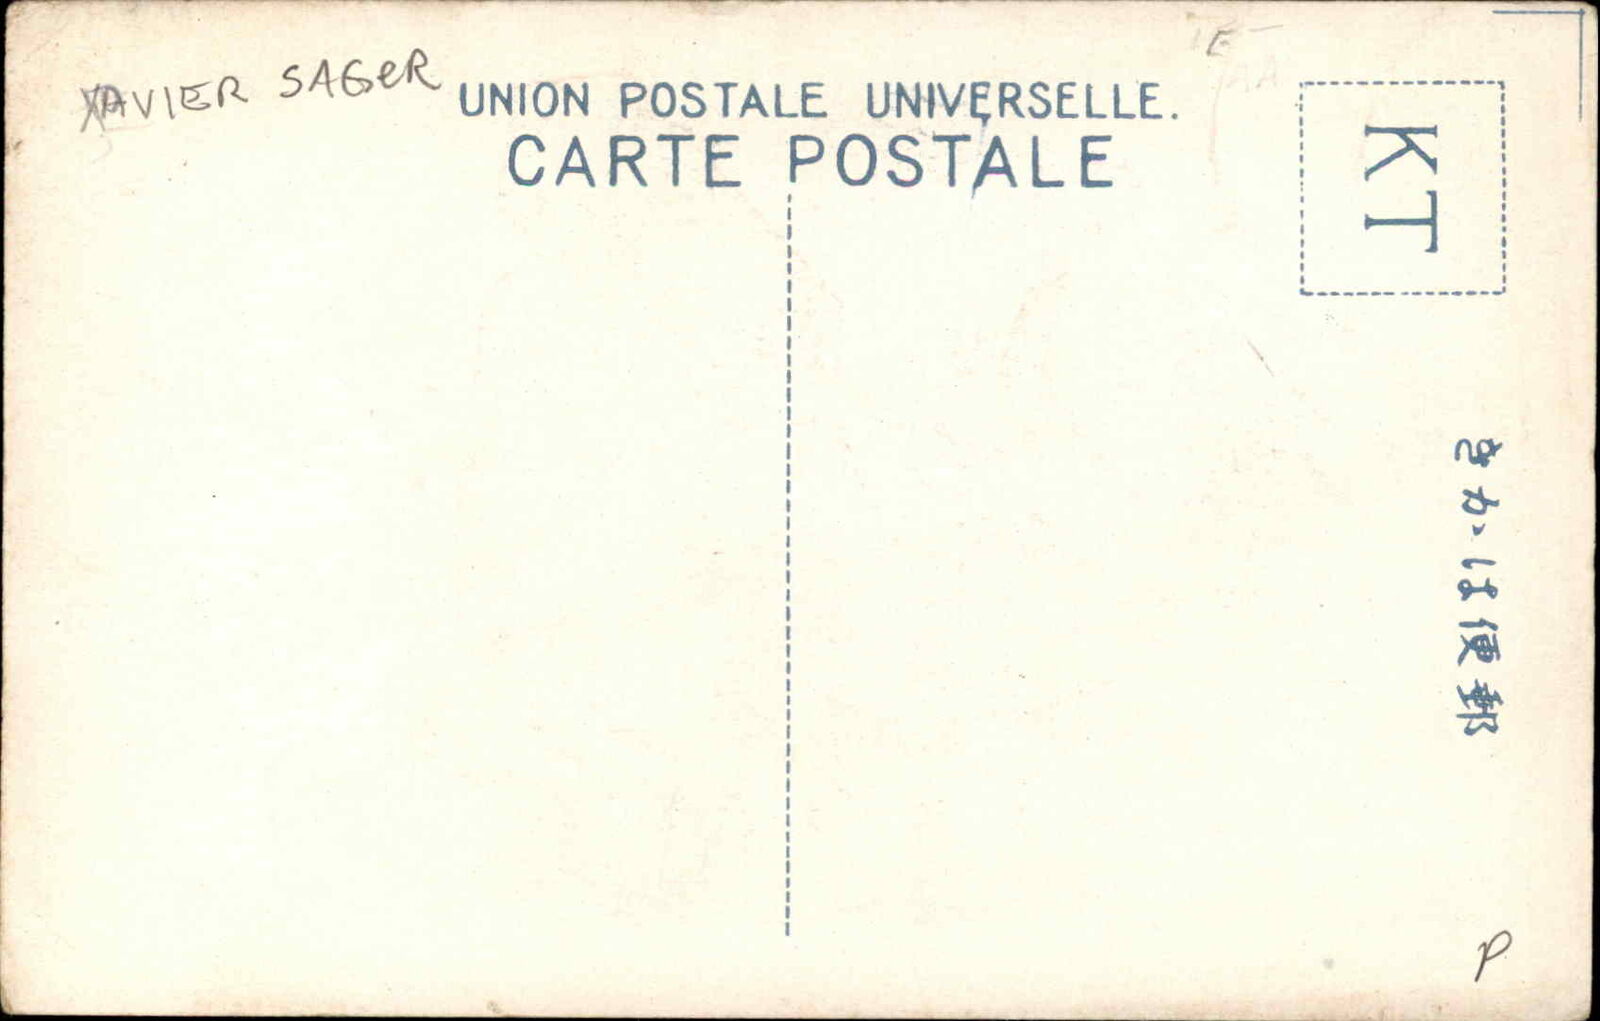 XAVIER SAGER
UNION POSTALE UNIVERSELLE.
CARTE POSTALE
KT
きかは便郵
P